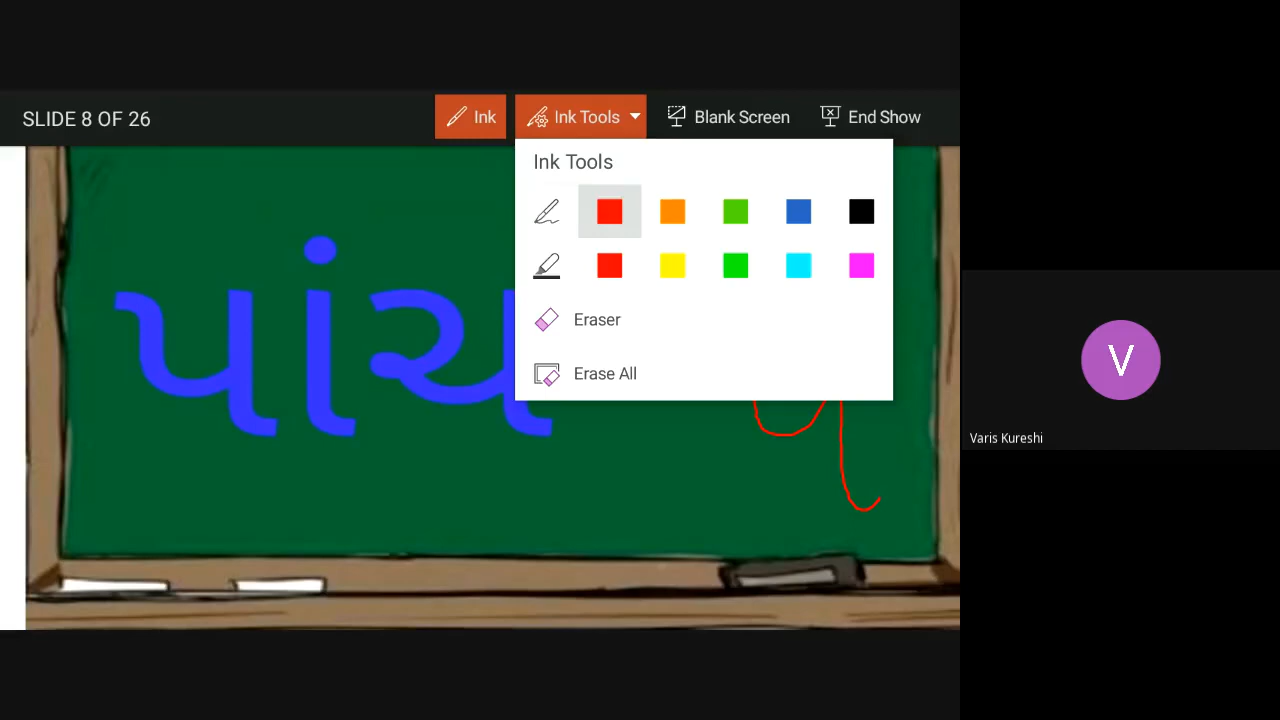 SLIDE 8 OF 26
Ink
Ink Tools
Blank Screen
End Show
Ink Tools
Eraser
Erase All
પાંચ
V
Varis Kureshi